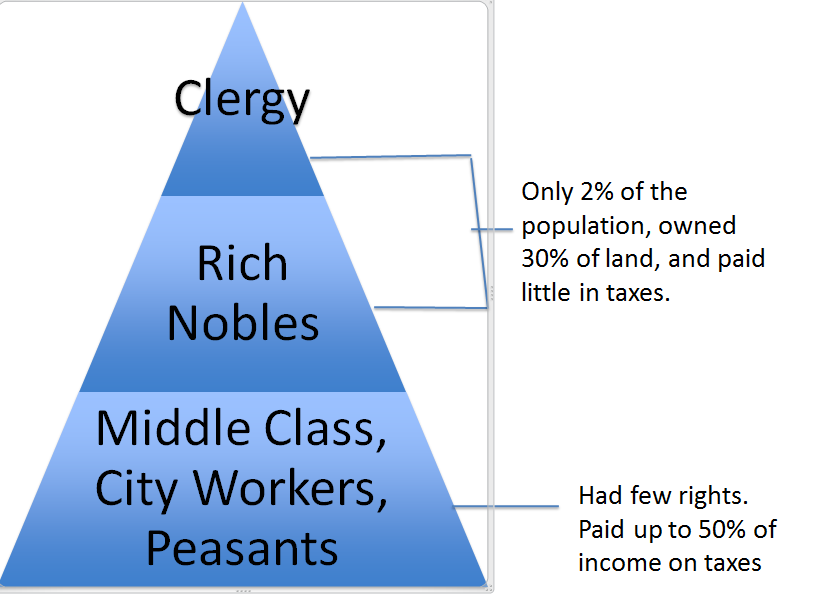 Clergy
Rich
Nobles
Middle Class,
City Workers,
Peasants
Only 2% of the
population, owned
30% of land, and paid
little in taxes.
Had few rights.
Paid up to 50% of
income on taxes